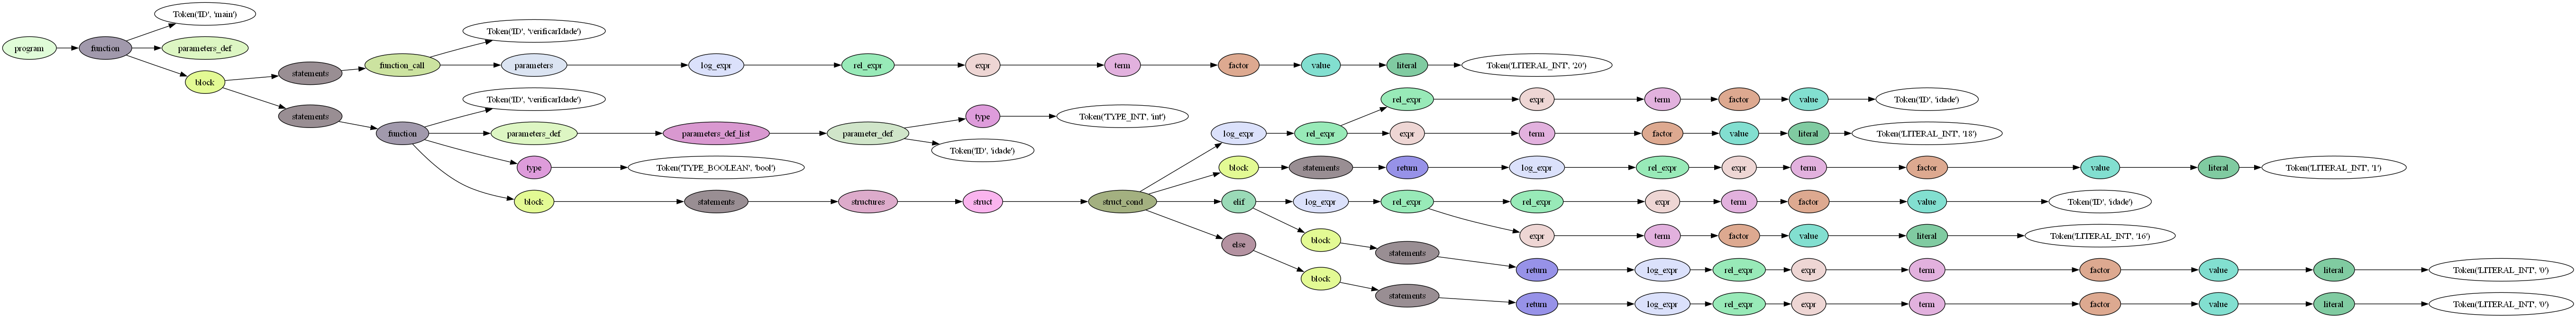 Token('ID', 'main')
Token('ID', 'verificarIdade')
program function parameters_def
function_call parameters log_expr rel_expr expr term factor value literal Token('LITERAL_INT', '20')
statements
block
Token('ID', 'verificarIdade') rel_expr expr term factor value Token('ID', 'idade')
statements type Token('TYPE_INT', 'int')
function parameters_def parameters_def_list parameter_def log_expr rel_expr expr term factor value literal Token('LITERAL_INT', '18')
Token('ID', 'idade')
type Token('TYPE_BOOLEAN', 'bool') block statements return log_expr rel_expr expr term factor value literal Token('LITERAL_INT', '1')
block statements structures struct struct_cond elif log_expr rel_expr rel_expr expr term factor value Token('ID', 'idade')
expr term factor value literal Token('LITERAL_INT', '16')
else block
statements
return log_expr rel_expr expr term factor value literal Token('LITERAL_INT', '0')
block
statements
return log_expr rel_expr expr term factor value literal Token('LITERAL_INT', '0')